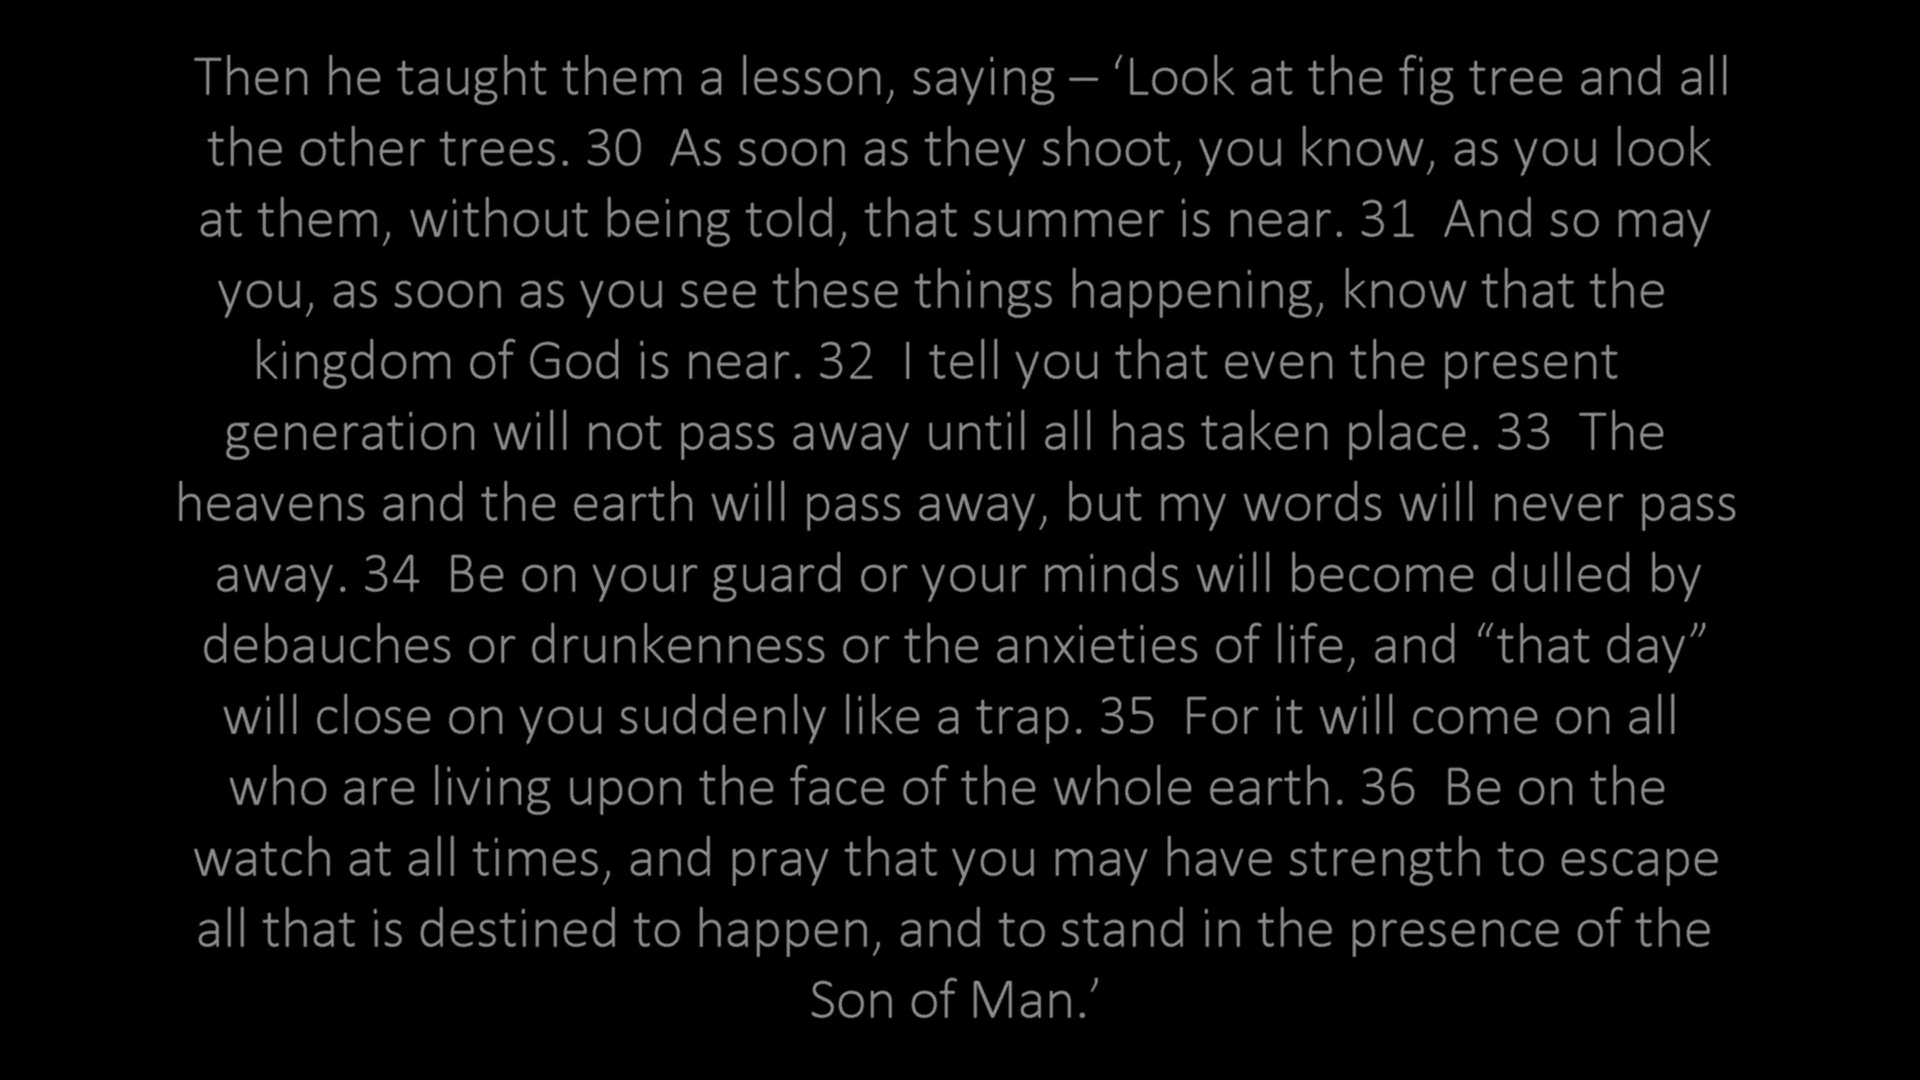 Then he taught them a lesson, saying – ‘Look at the fig tree and all
the other trees. 30  As soon as they shoot, you know, as you look
at them, without being told, that summer is near. 31  And so may
you, as soon as you see these things happening, know that the
kingdom of God is near. 32  I tell you that even the present
generation will not pass away until all has taken place. 33  The
heavens and the earth will pass away, but my words will never pass
away. 34  Be on your guard or your minds will become dulled by
debauches or drunkenness or the anxieties of life, and “that day”
will close on you suddenly like a trap. 35  For it will come on all
who are living upon the face of the whole earth. 36  Be on the
watch at all times, and pray that you may have strength to escape
all that is destined to happen, and to stand in the presence of the
Son of Man.’